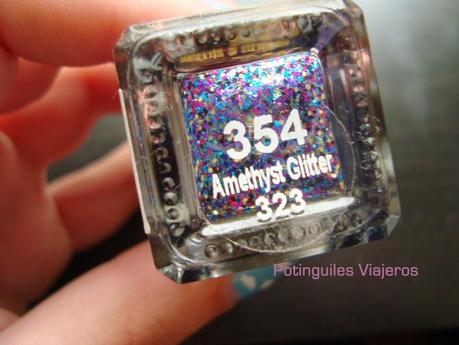 354
Amethyst Glitter
323
Potinguiles Viajeros